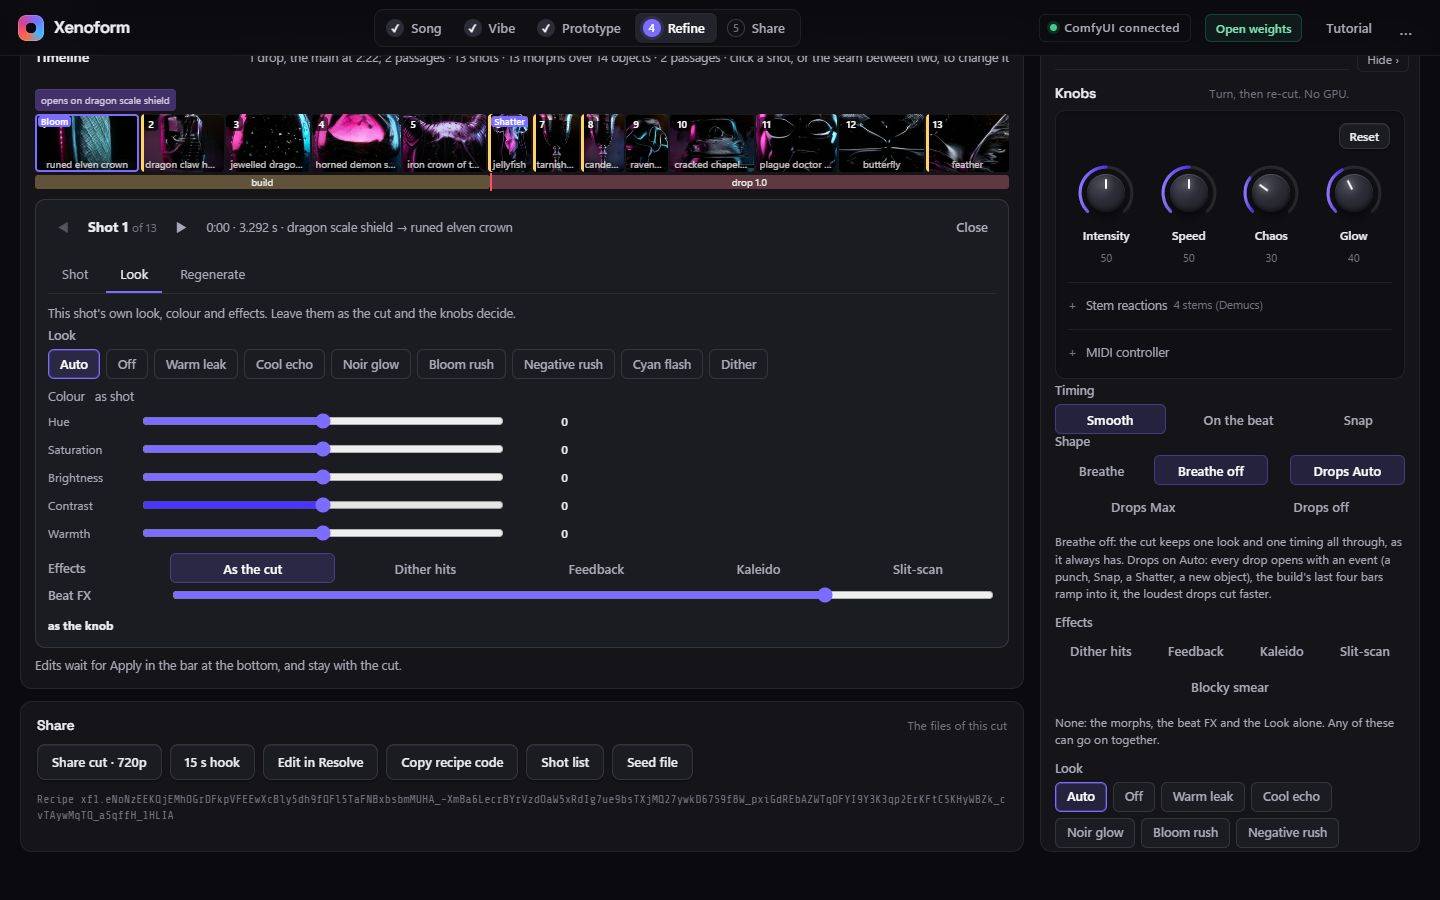 Xenoform
Song
Vibe
Prototype
4 Refine
5 Share
ComfyUI connected
Open weights
Tutorial
...
Timeline
1 drop, the main at 2:22; 2 passages · 13 shots · 13 morphs over 14 objects · 2 passages · click a shot, or the seam between two, to change it
Hide ›
opens on dragon scale shield
Bloom
runed elven crown
2
dragon claw h...
3
jewelled drago...
4
horned demon s...
5
iron crown of t...
Shatter
jellyfish
7
tarnish...
8
cande...
9
raven...
10
cracked chapel...
11
plague doctor ...
12
butterfly
13
feather
build
drop 1.0
Shot 1 of 13
0:00 · 3.292 s · dragon scale shield → runed elven crown
Close
Shot
Look
Regenerate
This shot's own look, colour and effects. Leave them as the cut and the knobs decide.
Look
Auto
Off
Warm leak
Cool echo
Noir glow
Bloom rush
Negative rush
Cyan flash
Dither
Colour as shot
Hue 0
Saturation 0
Brightness 0
Contrast 0
Warmth 0
Effects
As the cut
Dither hits
Feedback
Kaleido
Slit-scan
Beat FX
as the knob
Edits wait for Apply in the bar at the bottom, and stay with the cut.
Share
The files of this cut
Share cut · 720p
15 s hook
Edit in Resolve
Copy recipe code
Shot list
Seed file
Knobs
Turn, then re-cut. No GPU.
Reset
Intensity
50
Speed
50
Chaos
30
Glow
40
+ Stem reactions 4 stems (Demucs)
+ MIDI controller
Timing
Smooth
On the beat
Snap
Shape
Breathe
Breathe off
Drops Auto
Drops Max
Drops off
Breathe off: the cut keeps one look and one timing all through, as
it always has. Drops on Auto: every drop opens with an event (a
punch, Snap, a Shatter, a new object), the build's last four bars
ramp into it, the loudest drops cut faster.
Effects
Dither hits
Feedback
Kaleido
Slit-scan
Blocky smear
None: the morphs, the beat FX and the Look alone. Any of these
can go on together.
Look
Auto
Off
Warm leak
Cool echo
Noir glow
Bloom rush
Negative rush